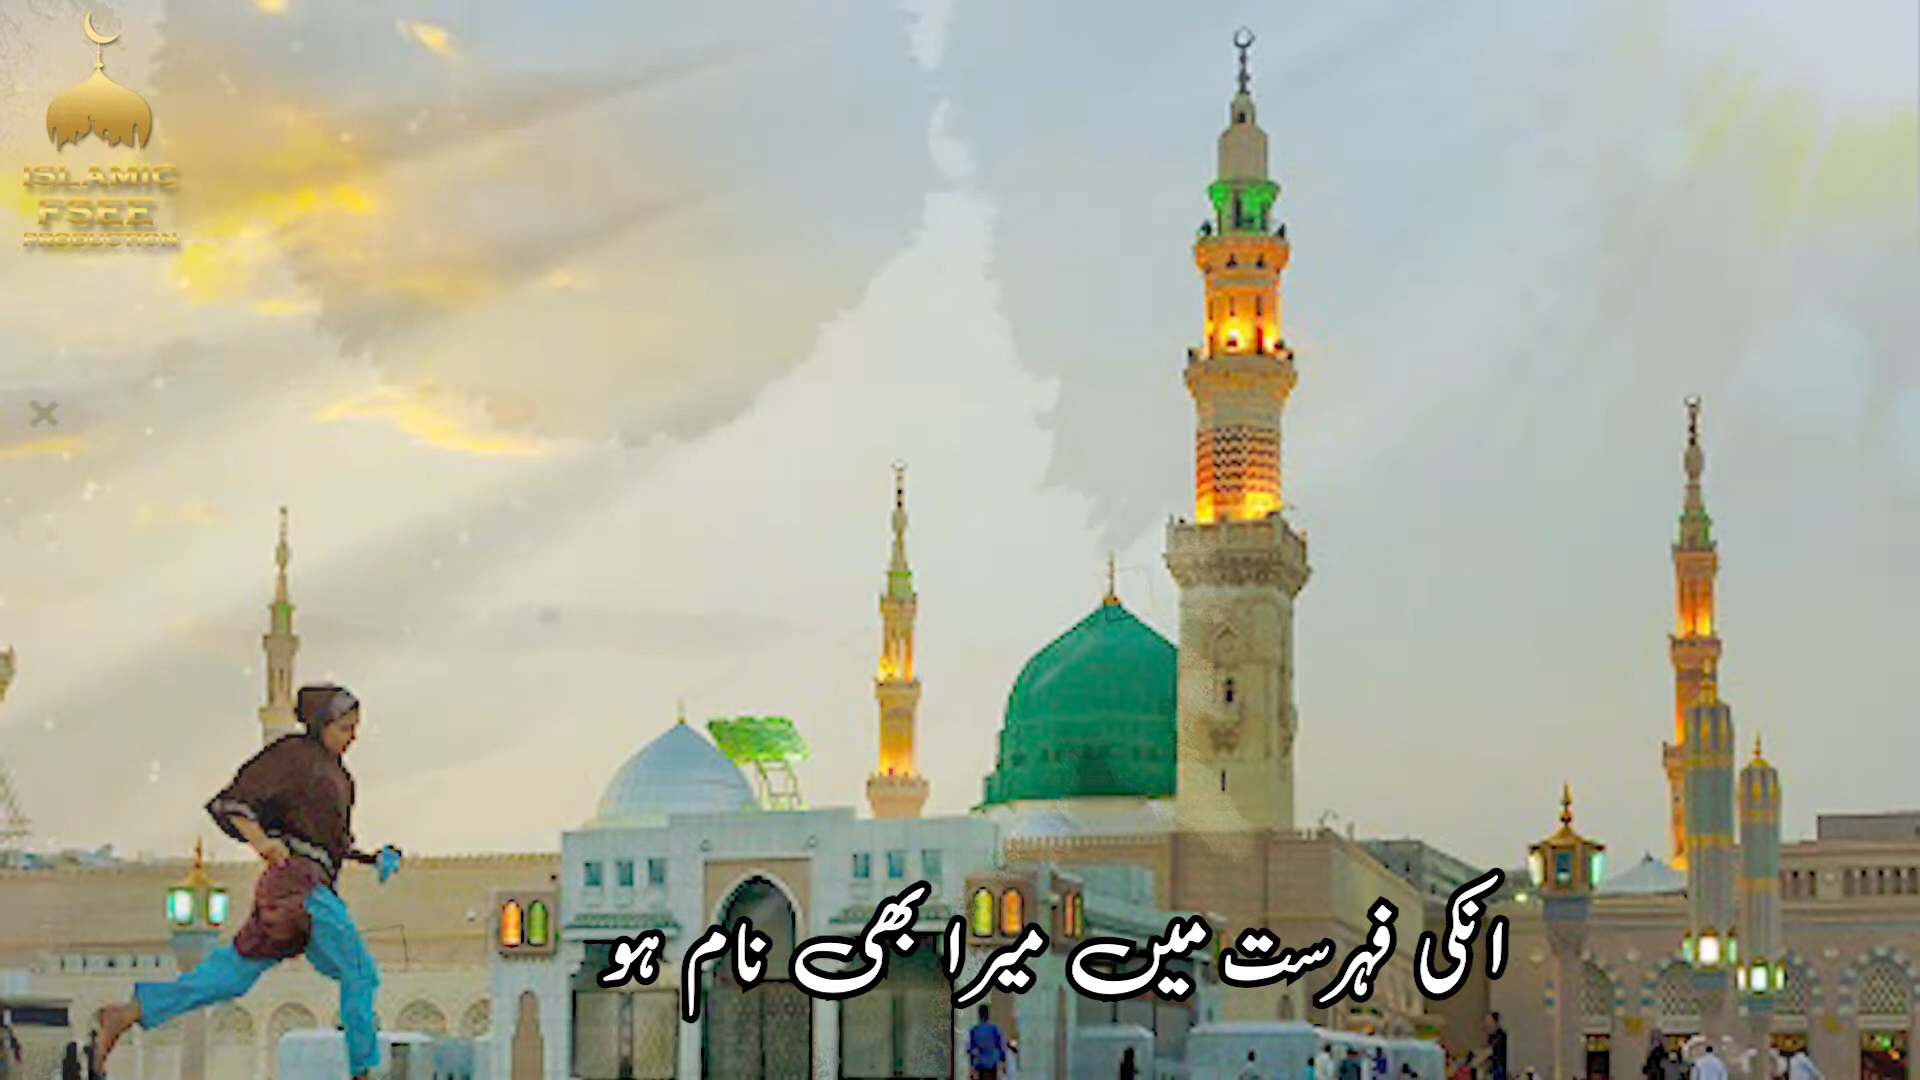 ISLAMIC
FSEE
PRODUCTION
انکی فہرست میں میرا بھی نام ہو